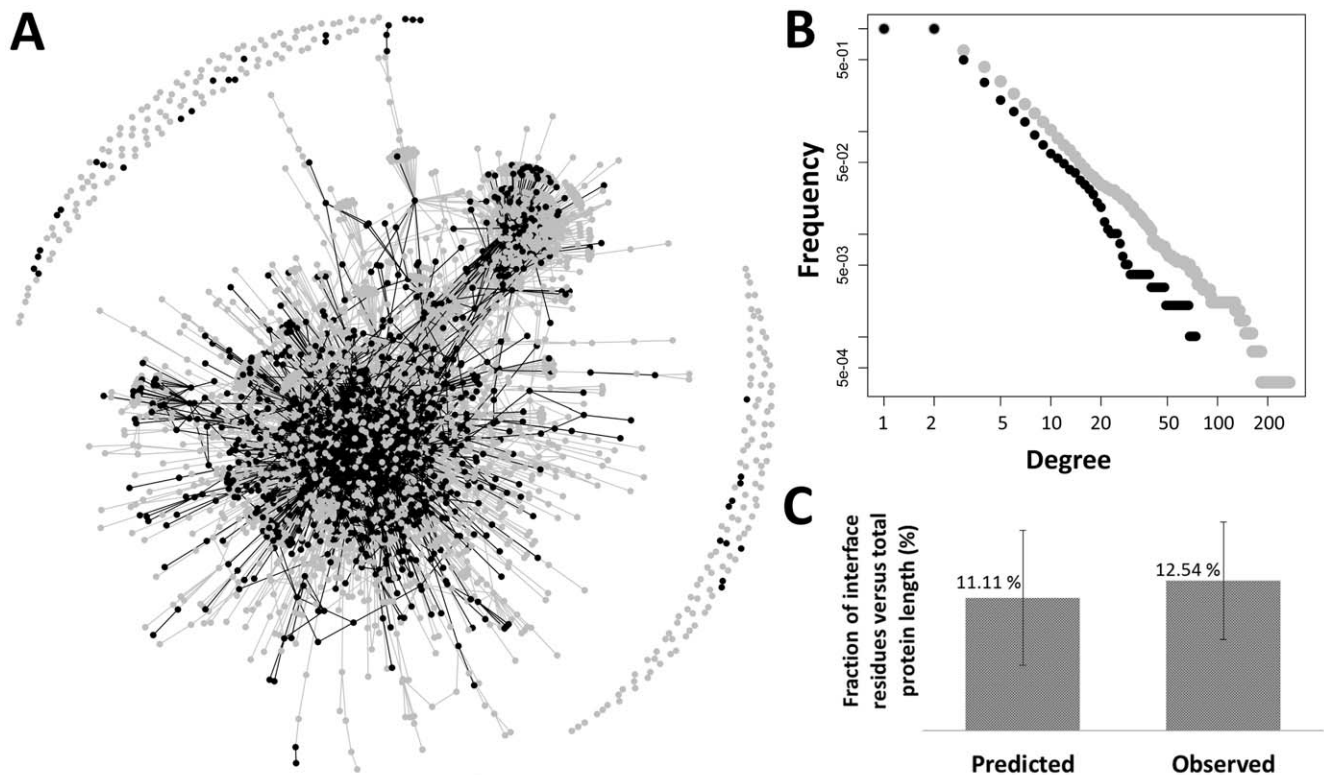 A
B
Frequency
5e-01
5e-02
5e-03
5e-04
1 2 5 10 20 50 100 200
Degree
C
Fraction of interface
residues versus total
protein length (%)
11.11 %
12.54 %
Predicted Observed